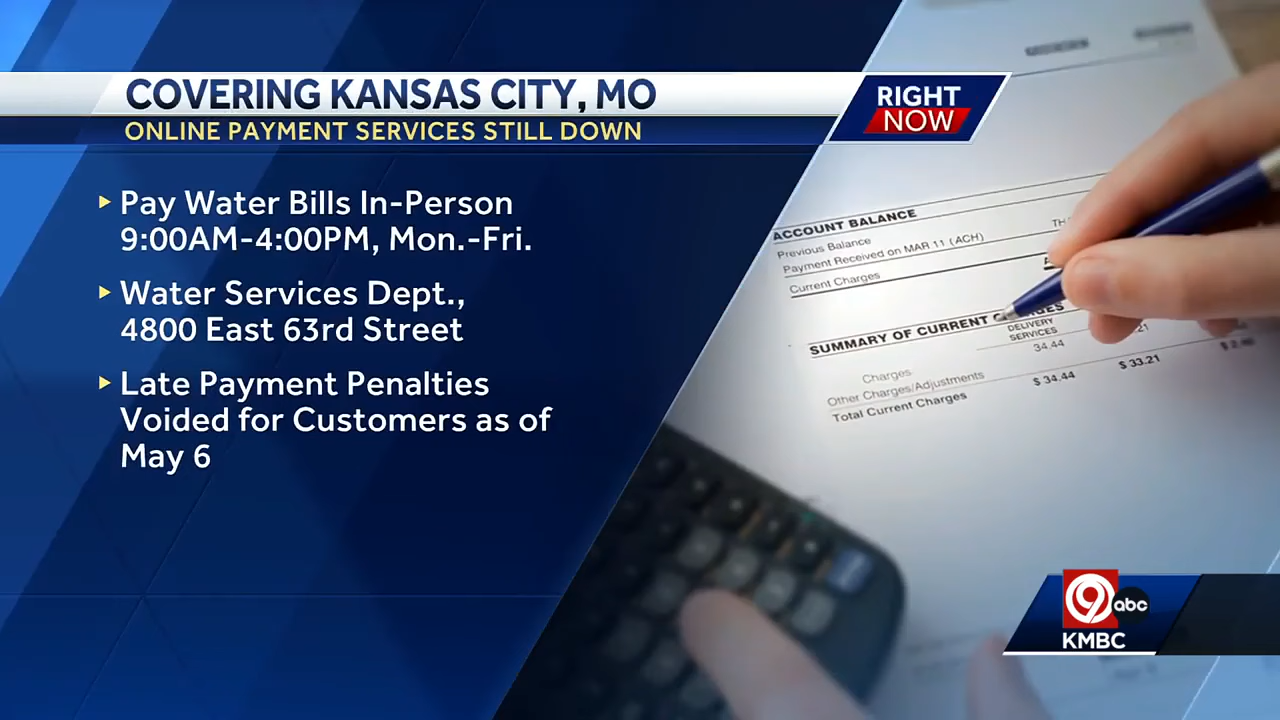 COVERING KANSAS CITY, MO
RIGHT
NOW
ONLINE PAYMENT SERVICES STILL DOWN
▸ Pay Water Bills In-Person
9:00AM-4:00PM, Mon.-Fri.
▸ Water Services Dept.,
4800 East 63rd Street
▸ Late Payment Penalties
Voided for Customers as of
May 6
ACCOUNT BALANCE
Previous Balance
Payment Received on MAR 11 (ACH)
Current Charges
SUMMARY OF CURRENT
DELIVERY
SERVICES
Charges 34.44
Other Charges/Adjustments
Total Current Charges $ 34.44 $ 33.21
9 abc
KMBC